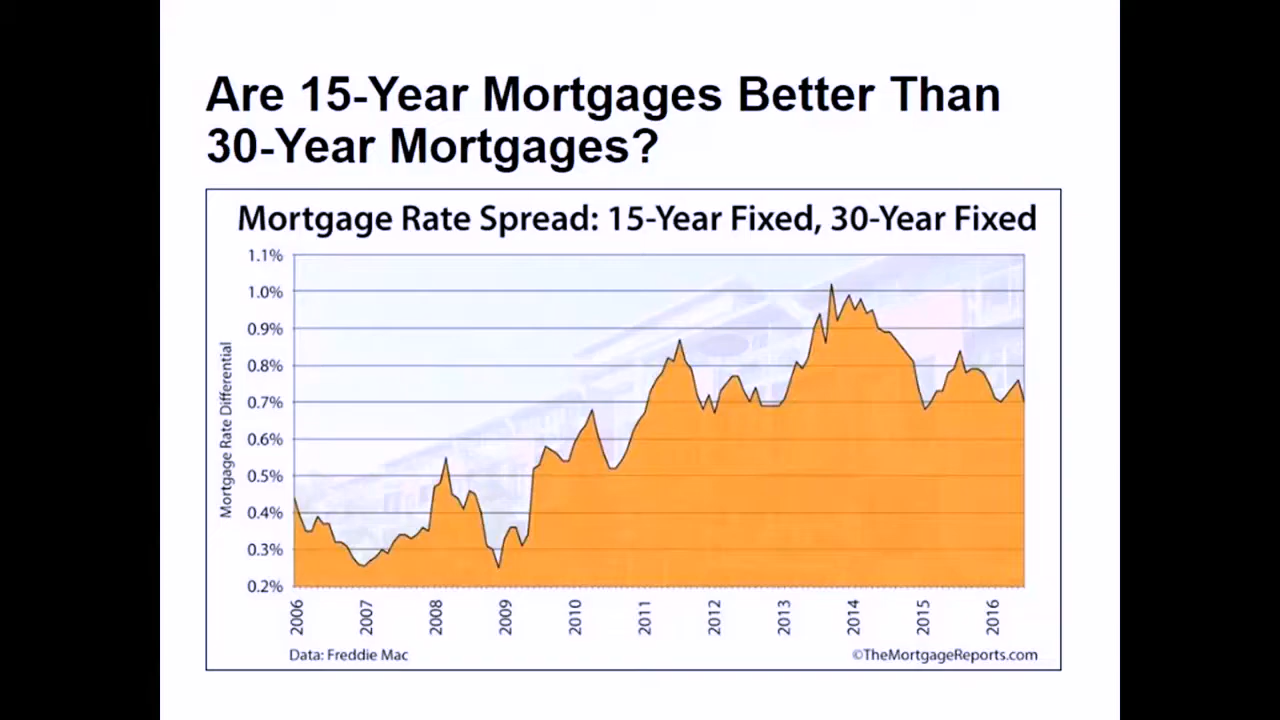 Are 15-Year Mortgages Better Than
30-Year Mortgages?
Mortgage Rate Spread: 15-Year Fixed, 30-Year Fixed
Mortgage Rate Differential
1.1%
1.0%
0.9%
0.8%
0.7%
0.6%
0.5%
0.4%
0.3%
0.2%
2006 2007 2008 2009 2010 2011 2012 2013 2014 2015 2016
Data: Freddie Mac ©TheMortgageReports.com